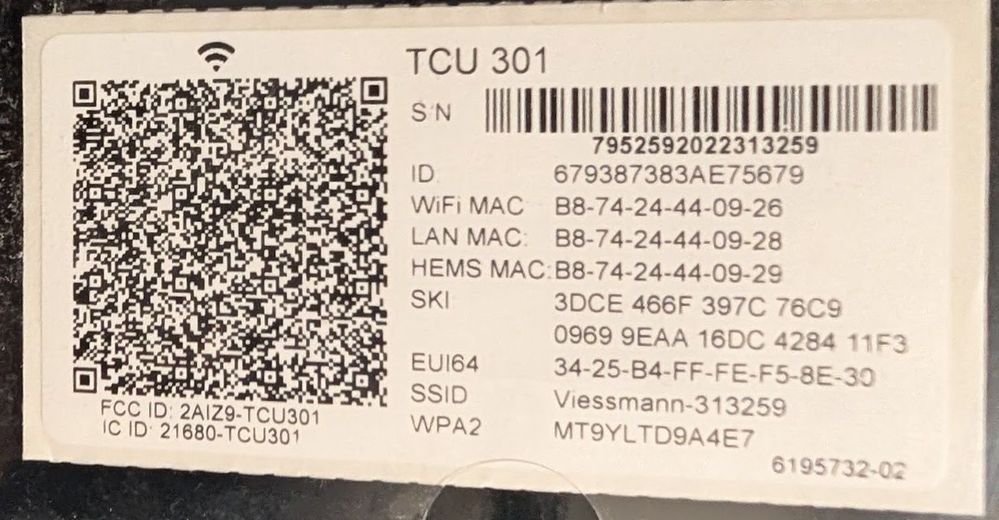 TCU 301
S/N
7952592022313259
ID 679387383AE75679
WiFi MAC B8-74-24-44-09-26
LAN MAC: B8-74-24-44-09-28
HEMS MAC: B8-74-24-44-09-29
SKI 3DCE 466F 397C 76C9
0969 9EAA 16DC 4284 11F3
EUI64 34-25-B4-FF-FE-F5-8E-30
SSID Viessmann-313259
WPA2 MT9YLTD9A4E7
FCC ID: 2AIZ9-TCU301
IC ID: 21680-TCU301
6195732-02